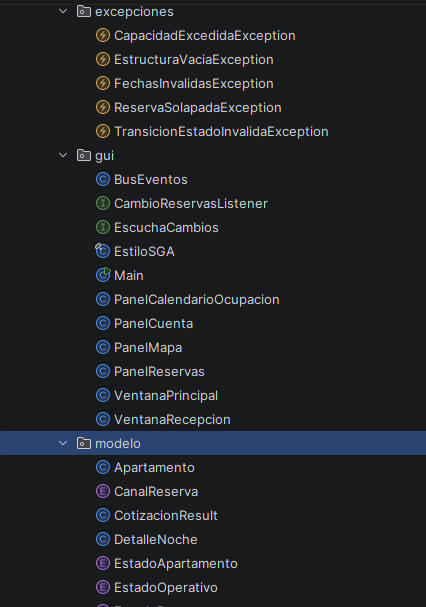 excepciones
CapacidadExcedidaException
EstructuraVaciaException
FechasInvalidasException
ReservaSolapadaException
TransicionEstadoInvalidaException
gui
BusEventos
CambioReservasListener
EscuchaCambios
EstiloSGA
Main
PanelCalendarioOcupacion
PanelCuenta
PanelMapa
PanelReservas
VentanaPrincipal
VentanaRecepcion
modelo
Apartamento
CanalReserva
CotizacionResult
DetalleNoche
EstadoApartamento
EstadoOperativo